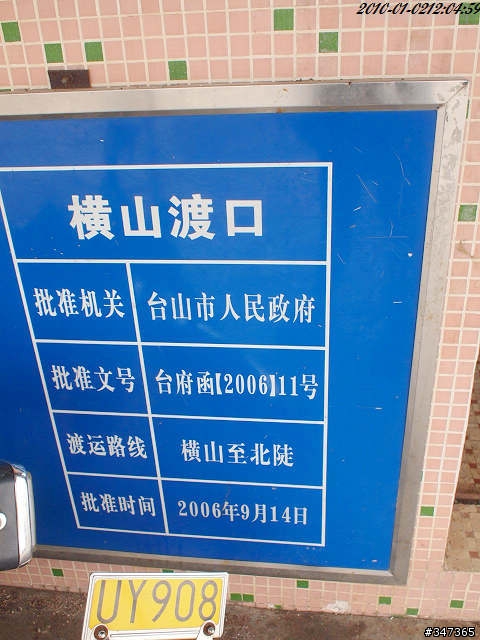 2010-01-0212:04:59
横山渡口
批准机关 台山市人民政府
批准文号 台府函【2006】11号
渡运路线 横山至北陡
批准时间 2006年9月14日
UY908
#347365